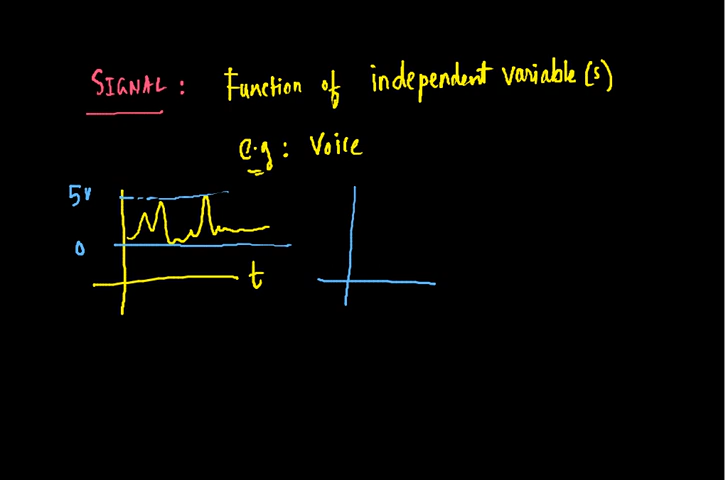 SIGNAL: Function of independent variable (s)
e.g: Voice
5v
0
t